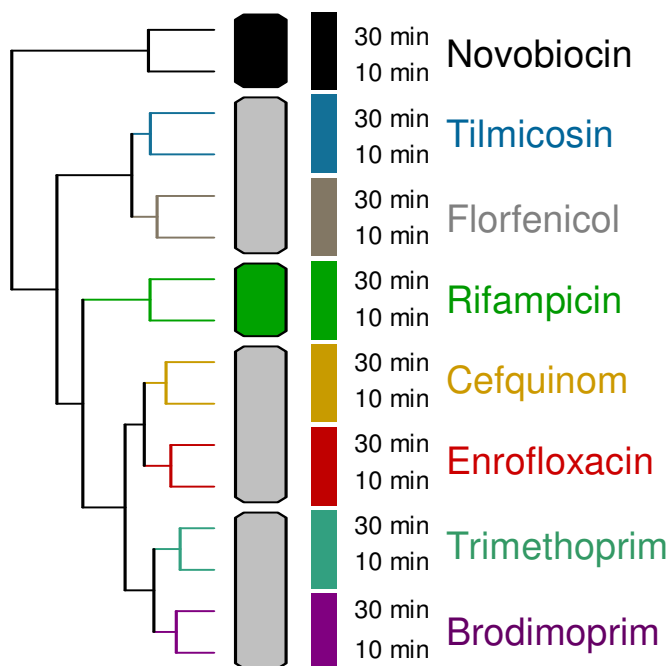 30 min
10 min
Novobiocin
30 min
10 min
Tilmicosin
30 min
10 min
Florfenicol
30 min
10 min
Rifampicin
30 min
10 min
Cefquinom
30 min
10 min
Enrofloxacin
30 min
10 min
Trimethoprim
30 min
10 min
Brodimoprim